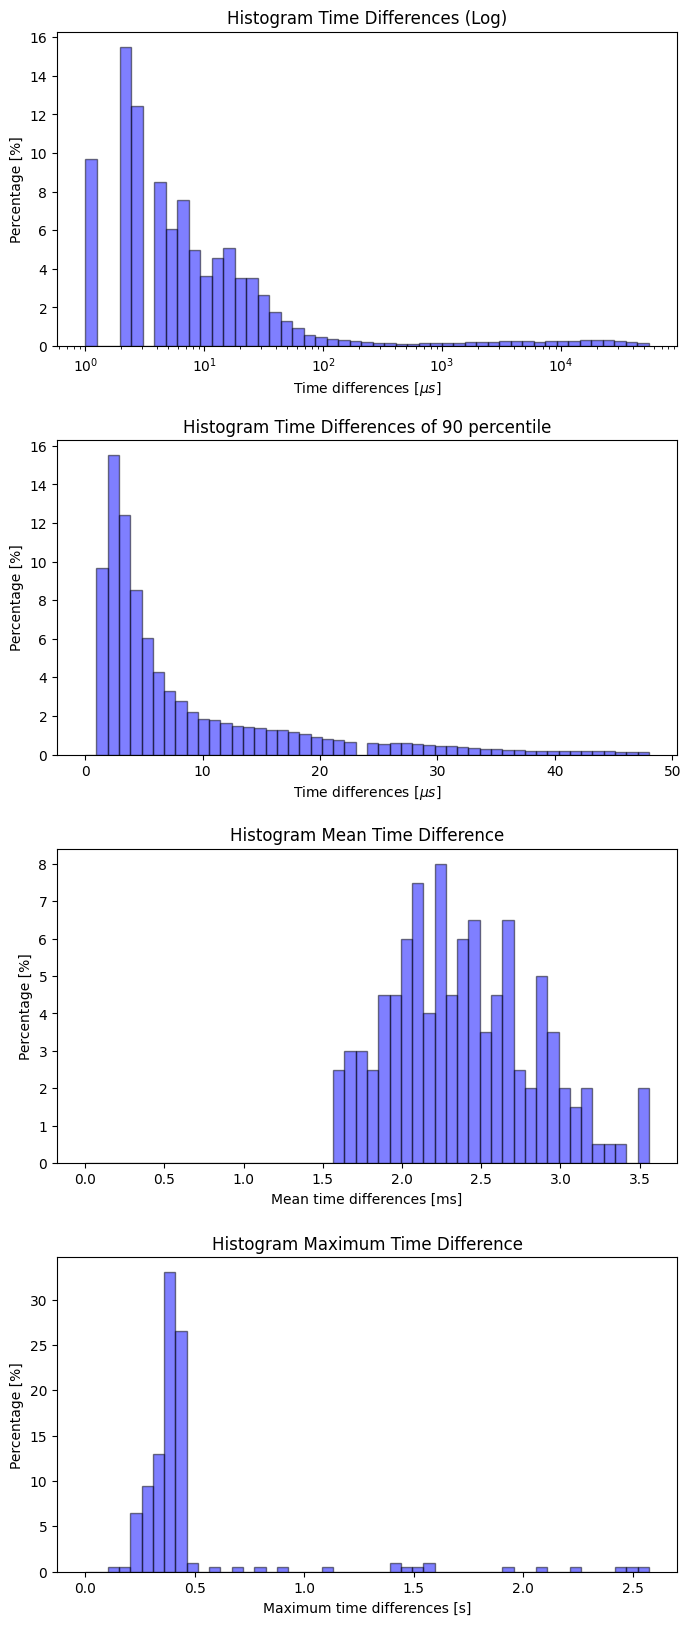 Histogram Time Differences (Log)
16
14
12
10
8
6
4
2
0
Percentage [%]
10⁰ 10¹ 10² 10³ 10⁴
Time differences [μs]
Histogram Time Differences of 90 percentile
16
14
12
10
8
6
4
2
0
Percentage [%]
0 10 20 30 40 50
Time differences [μs]
Histogram Mean Time Difference
8
7
6
5
4
3
2
1
0
Percentage [%]
0.0 0.5 1.0 1.5 2.0 2.5 3.0 3.5
Mean time differences [ms]
Histogram Maximum Time Difference
30
25
20
15
10
5
0
Percentage [%]
0.0 0.5 1.0 1.5 2.0 2.5
Maximum time differences [s]